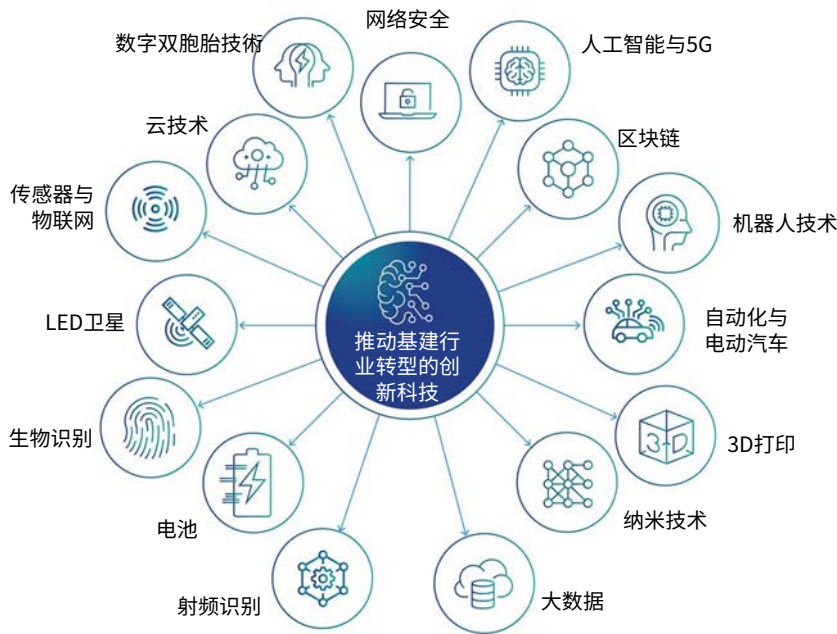 网络安全
数字双胞胎技術
人工智能与5G
云技术
区块链
传感器与
物联网
机器人技术
LED卫星
推动基建行
业转型的创
新科技
自动化与
电动汽车
生物识别
3-D
3D打印
电池
纳米技术
射频识别
大数据